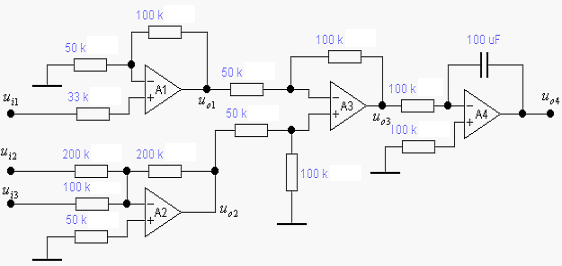 100 k
50 k
A1
33 k
u_i1
u_o1
50 k
100 k
A3
u_o3
100 k
100 uF
A4
u_o4
100 k
50 k
100 k
u_i2
200 k
200 k
u_i3
100 k
A2
u_o2
50 k